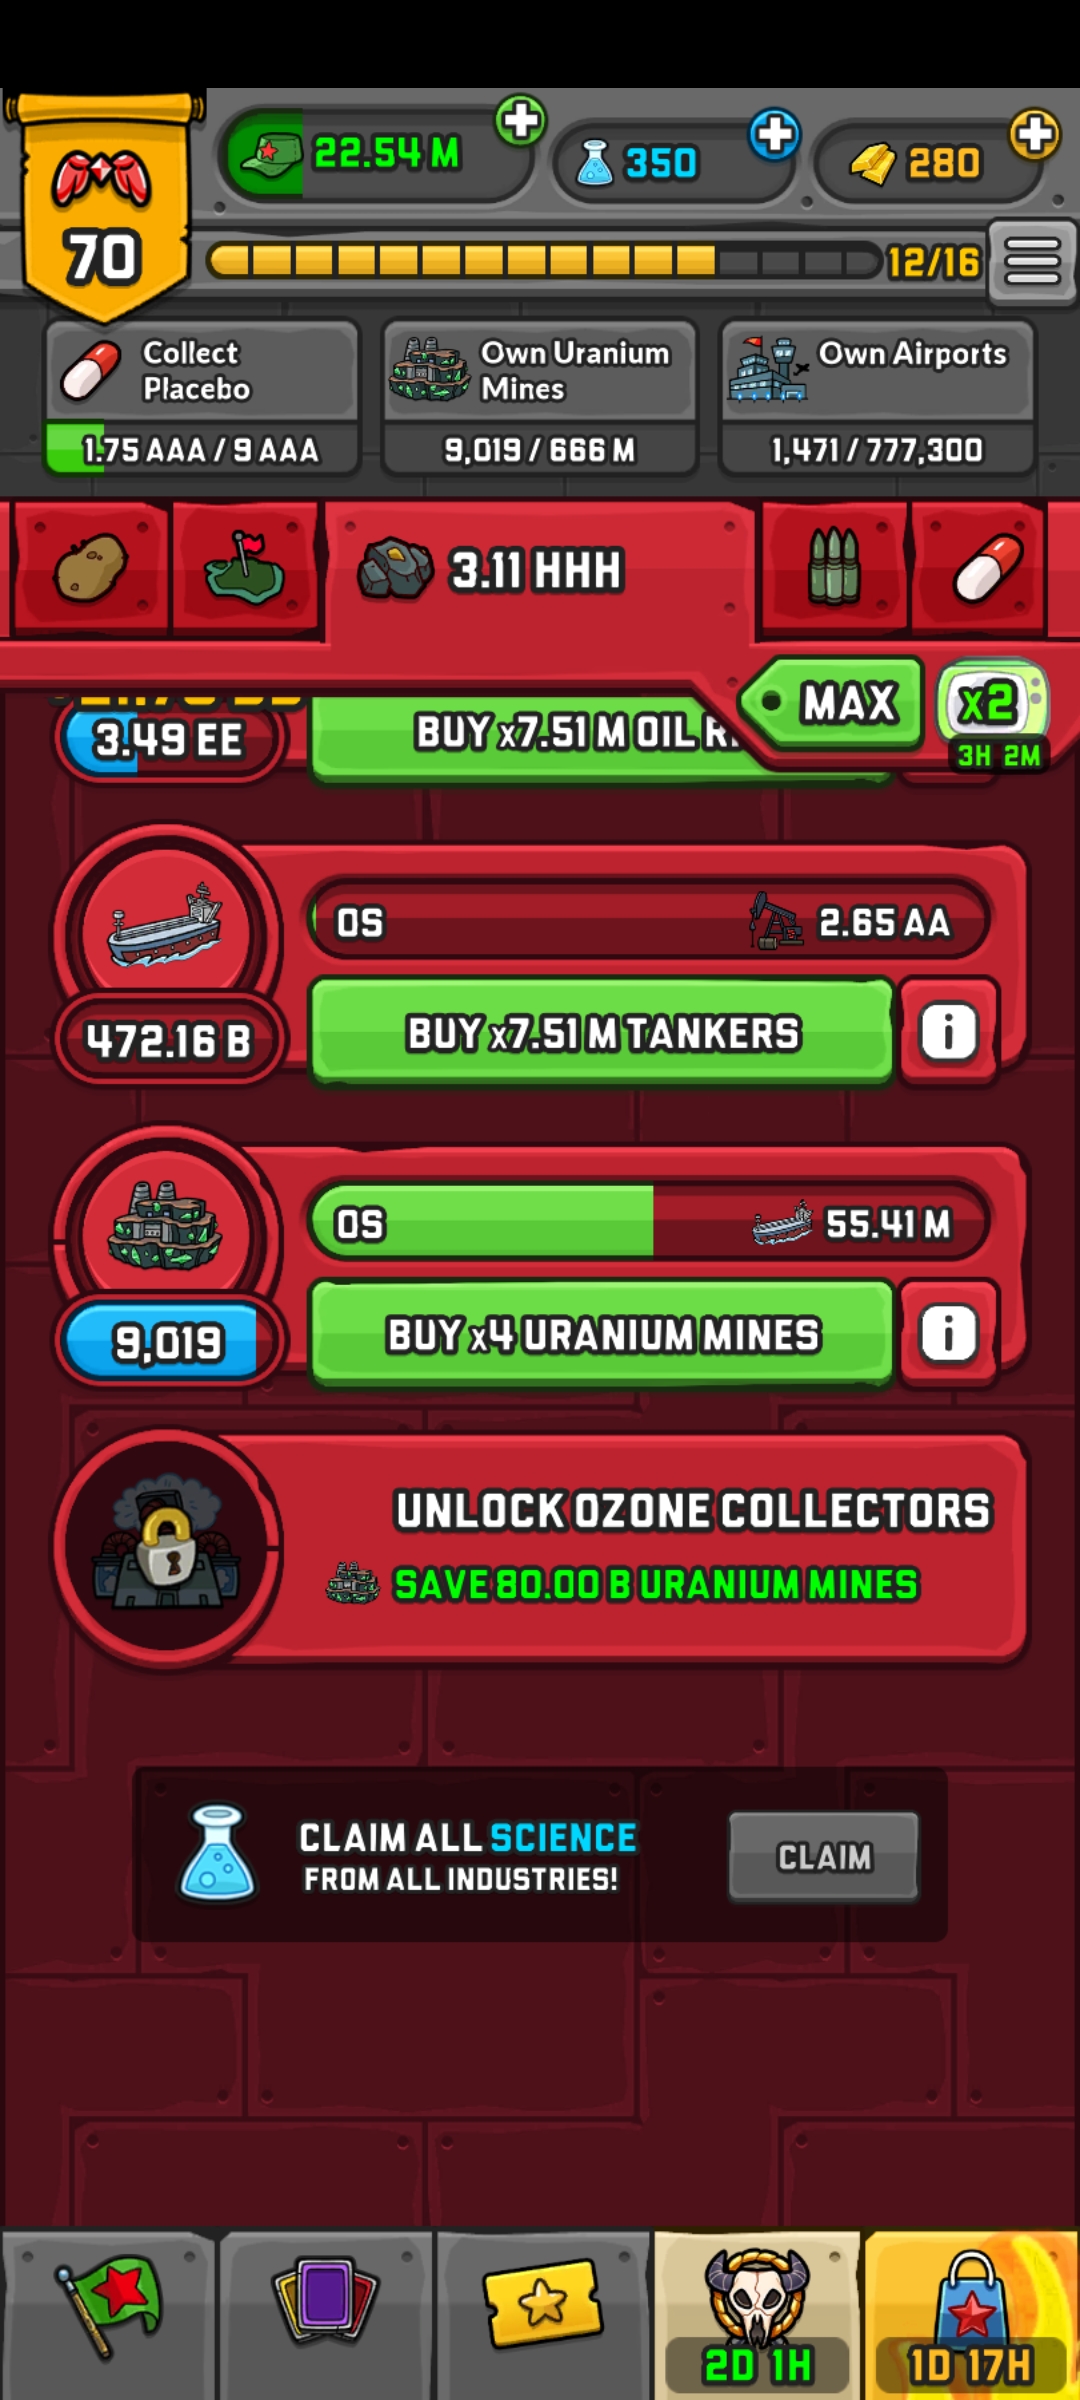 22.54 M
350
280
70
12/16
Collect
Placebo
Own Uranium
Mines
Own Airports
1.75 AAA / 9 AAA
9,019 / 666 M
1,471 / 777,300
3.11 HHH
MAX
x2
3H 2M
3.49 EE
BUY x7.51 M OIL
0S
2.65 AA
472.16 B
BUY x7.51 M TANKERS
i
0S
55.41 M
9,019
BUY x4 URANIUM MINES
i
UNLOCK OZONE COLLECTORS
SAVE 80.00 B URANIUM MINES
CLAIM ALL SCIENCE
FROM ALL INDUSTRIES!
CLAIM
2D 1H
1D 17H